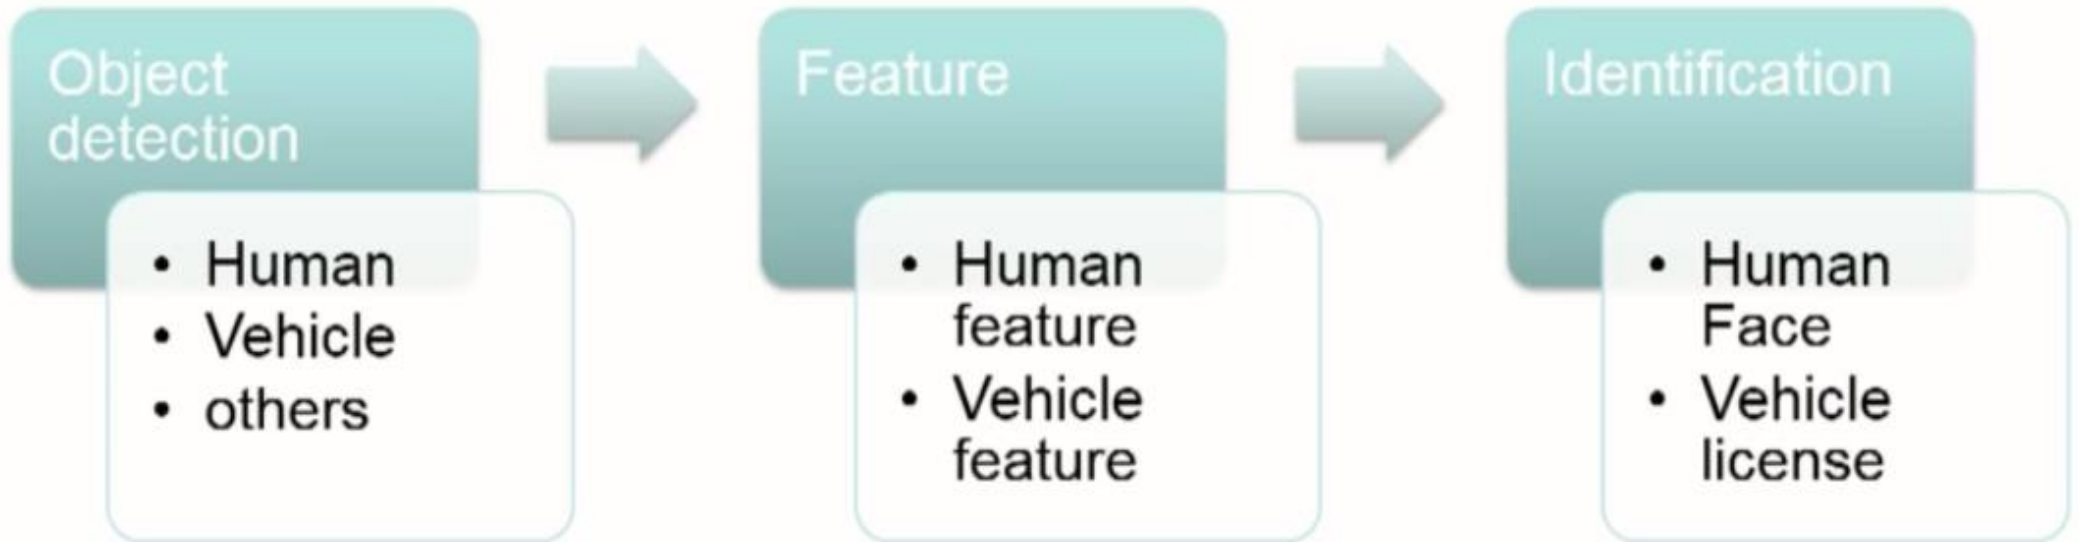 Object
detection
• Human
• Vehicle
• others
Feature
• Human
feature
• Vehicle
feature
Identification
• Human
Face
• Vehicle
license